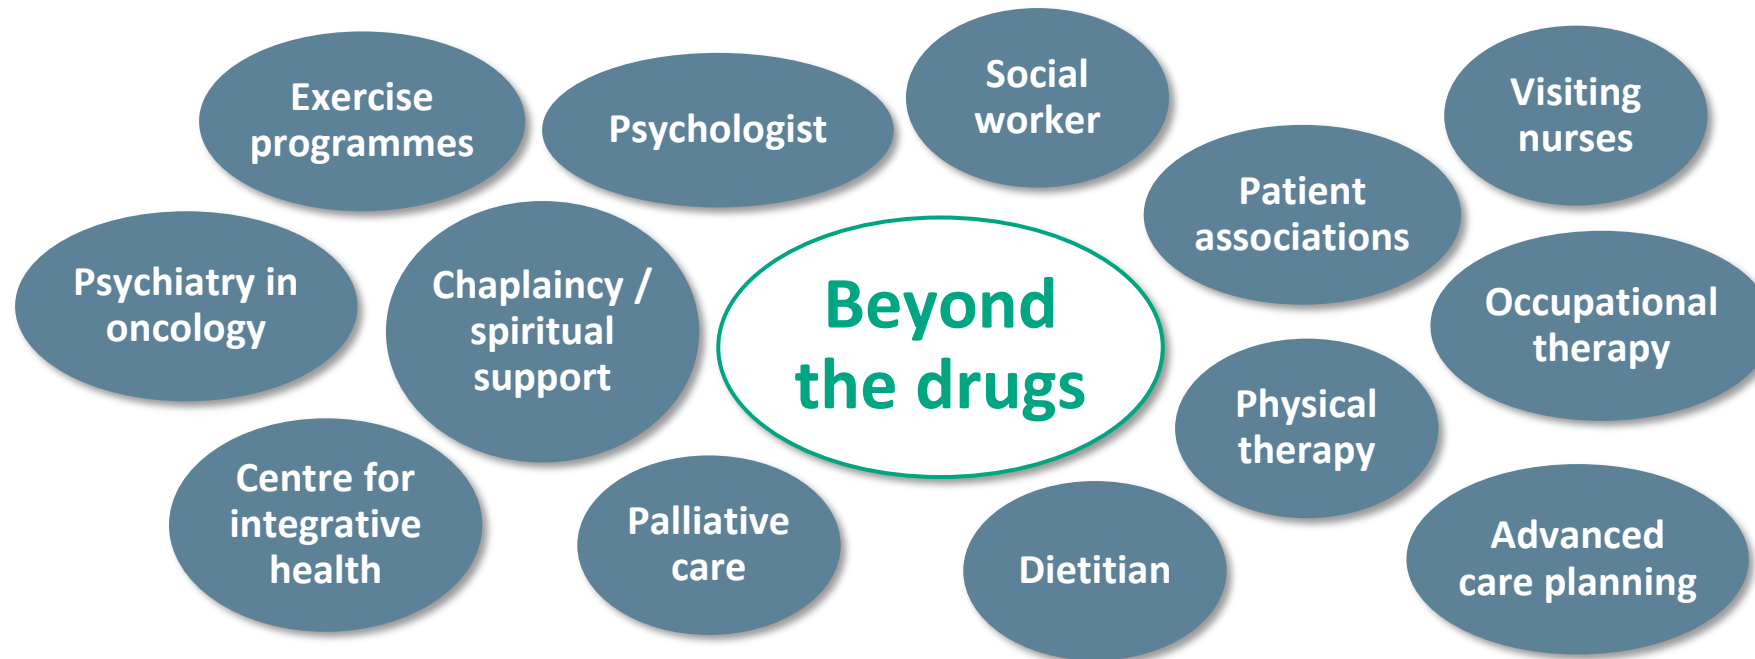 Exercise
programmes
Psychologist
Social
worker
Visiting
nurses
Patient
associations
Psychiatry in
oncology
Chaplaincy /
spiritual
support
Beyond
the drugs
Occupational
therapy
Physical
therapy
Centre for
integrative
health
Palliative
care
Dietitian
Advanced
care planning